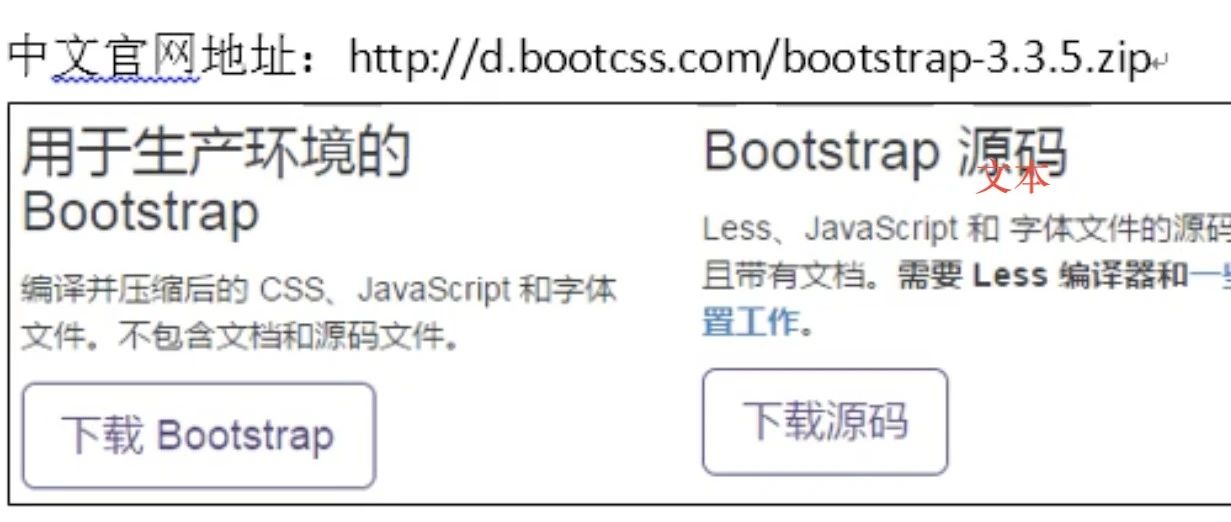 中文官网地址：http://d.bootcss.com/bootstrap-3.3.5.zip
用于生产环境的
Bootstrap
编译并压缩后的 CSS、JavaScript 和字体
文件。不包含文档和源码文件。
下载 Bootstrap
Bootstrap 源码
文本
Less、JavaScript 和 字体文件的源码
且带有文档。需要 Less 编译器和一
置工作。
下载源码